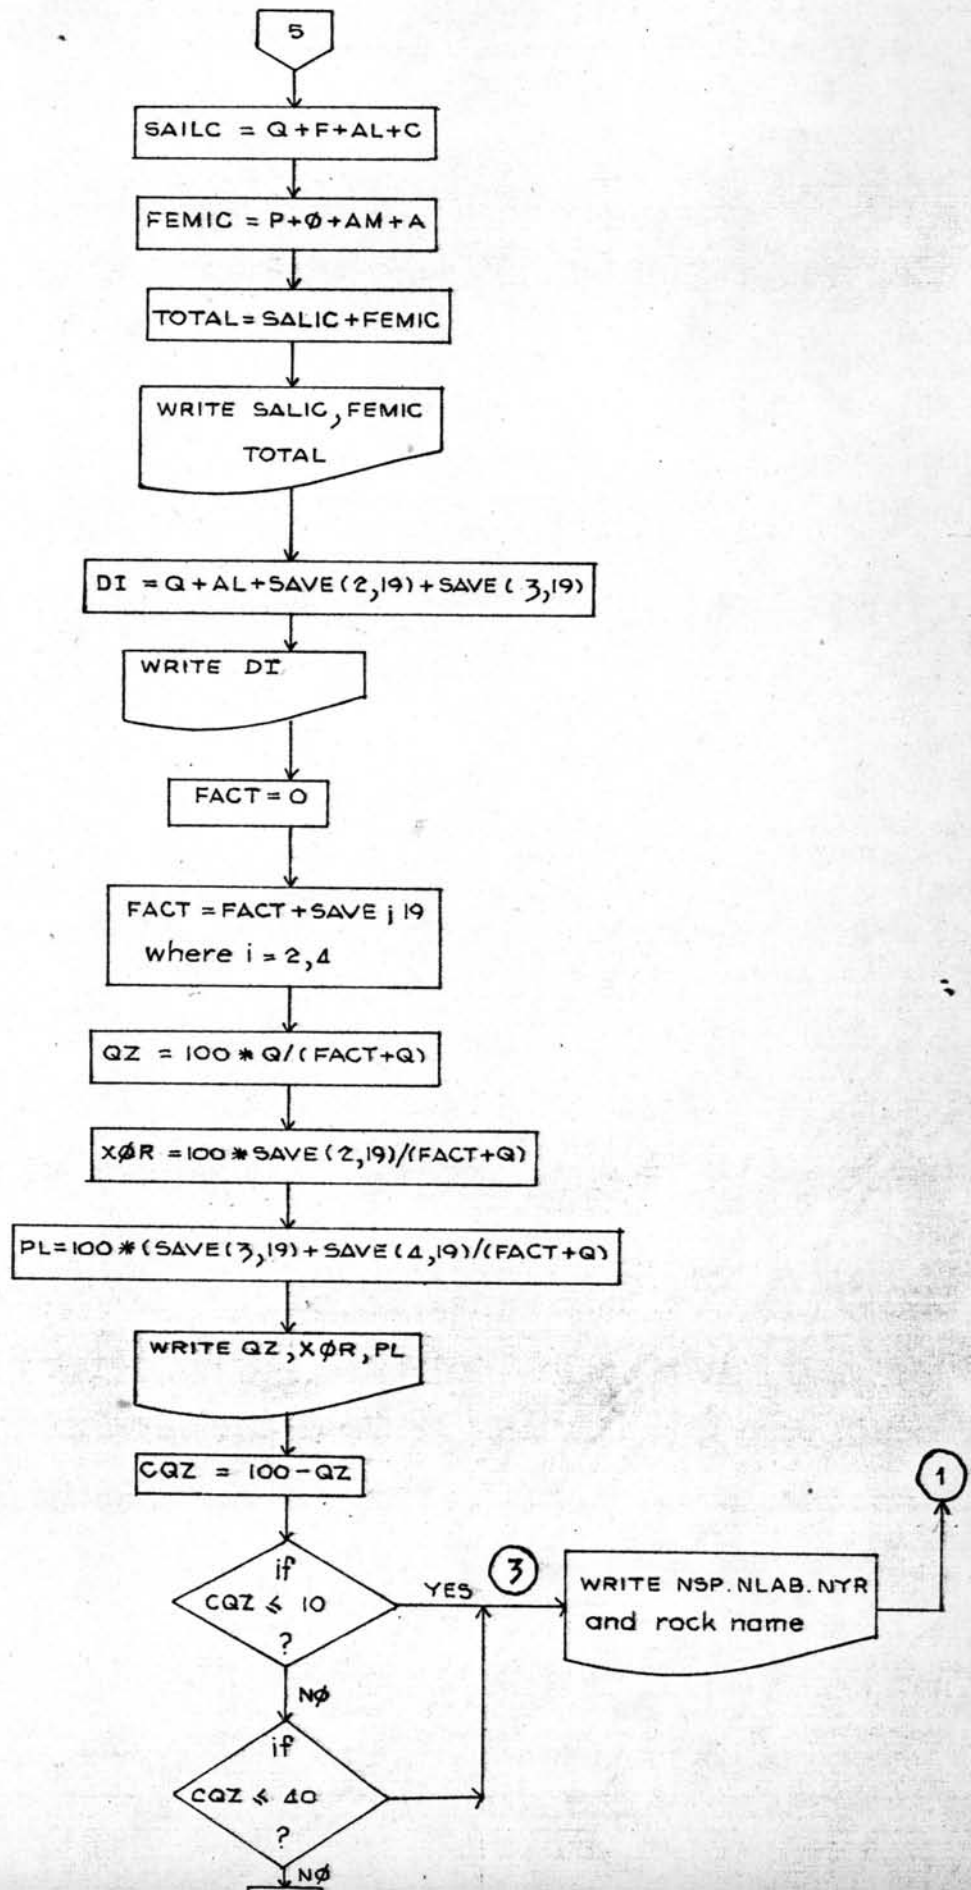 5
SAILC = Q+F+AL+C
FEMIC = P+Ø+AM+A
TOTAL = SALIC+FEMIC
WRITE SALIC, FEMIC
TOTAL
DI = Q+AL+SAVE(2,19)+SAVE(3,19)
WRITE DI
FACT = 0
FACT = FACT+SAVE j 19
where i = 2,4
QZ = 100 * Q/(FACT+Q)
XØR = 100 * SAVE(2,19)/(FACT+Q)
PL=100*(SAVE(3,19)+SAVE(4,19)/(FACT+Q)
WRITE QZ, XØR, PL
CQZ = 100-QZ
1
if
CQZ ≤ 10
?
YES
3
WRITE NSP.NLAB.NYR
and rock name
NØ
if
CQZ ≤ 40
?
NØ